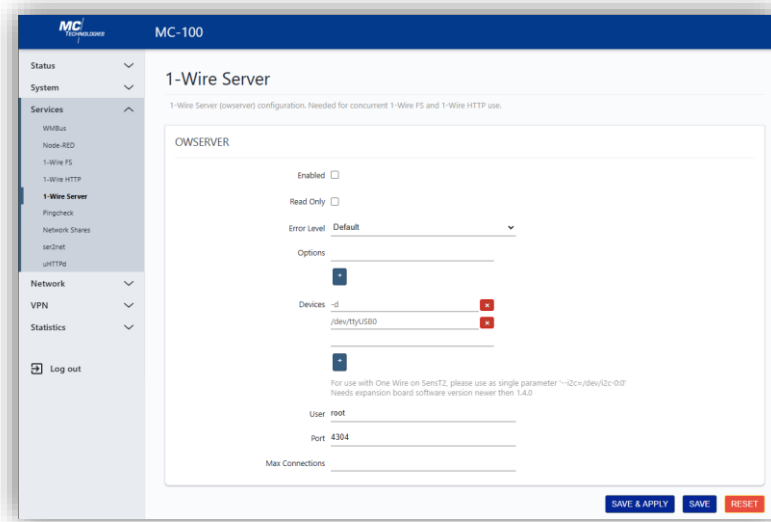 MC
TECHNOLOGIES
MC-100
Status
System
Services
WMBus
Node-RED
1-Wire FS
1-Wire HTTP
1-Wire Server
Pingcheck
Network Shares
ser2net
uHTTPd
Network
VPN
Statistics
Log out
1-Wire Server
1-Wire Server (owserver) configuration. Needed for concurrent 1-Wire FS and 1-Wire HTTP use.
OWSERVER
Enabled
Read Only
Error Level Default
Options
+
Devices -d ×
/dev/ttyUSB0 ×
+
For use with One Wire on SensT2, please use as single parameter '--i2c=/dev/i2c-0:0'
Needs expansion board software version newer then 1.4.0
User root
Port 4304
Max Connections
SAVE & APPLY SAVE RESET